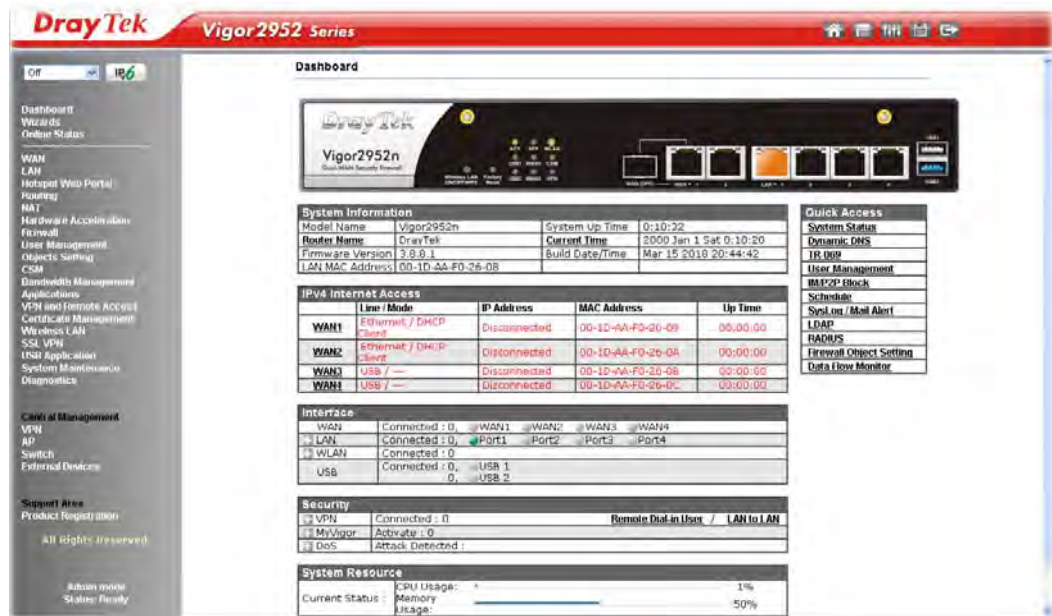 DrayTek
Vigor2952 Series
Off
IPv6
Dashboard
Wizards
Online Status
WAN
LAN
Hotspot Web Portal
Routing
NAT
Hardware Acceleration
Firewall
User Management
Objects Setting
CSM
Bandwidth Management
Applications
VPN and Remote Access
Certificate Management
Wireless LAN
SSL VPN
USB Application
System Maintenance
Diagnostics
Central Management
VPN
AP
Switch
External Devices
Support Area
Product Registration
All Rights Reserved
Admin mode
Status: Ready
Dashboard
DrayTek
Vigor2952n
Dual-WAN Security Firewall
System Information
Model Name Vigor2952n System Up Time 0:10:32
Router Name DrayTek Current Time 2000 Jan 1 Sat 0:10:20
Firmware Version 3.8.8.1 Build Date/Time Mar 15 2018 20:44:42
LAN MAC Address 00-1D-AA-F0-26-08
IPv4 Internet Access
Line / Mode IP Address MAC Address Up Time
WAN1 Ethernet / DHCP Client Disconnected 00-1D-AA-F0-26-09 00:00:00
WAN2 Ethernet / DHCP Client Disconnected 00-1D-AA-F0-26-0A 00:00:00
WAN3 USB / --- Disconnected 00-1D-AA-F0-26-0B 00:00:00
WAN4 USB / --- Disconnected 00-1D-AA-F0-26-0C 00:00:00
Interface
WAN Connected : 0, WAN1 WAN2 WAN3 WAN4
LAN Connected : 0, Port1 Port2 Port3 Port4
WLAN Connected : 0
USB Connected : 0, USB 1
0, USB 2
Security
VPN Connected : 0 Remote Dial-in User / LAN to LAN
MyVigor Activate : 0
DoS Attack Detected :
System Resource
Current Status : CPU Usage: 1%
Memory Usage: 50%
Quick Access
System Status
Dynamic DNS
TR-069
User Management
IM/P2P Block
Schedule
SysLog / Mail Alert
LDAP
RADIUS
Firewall Object Setting
Data Flow Monitor